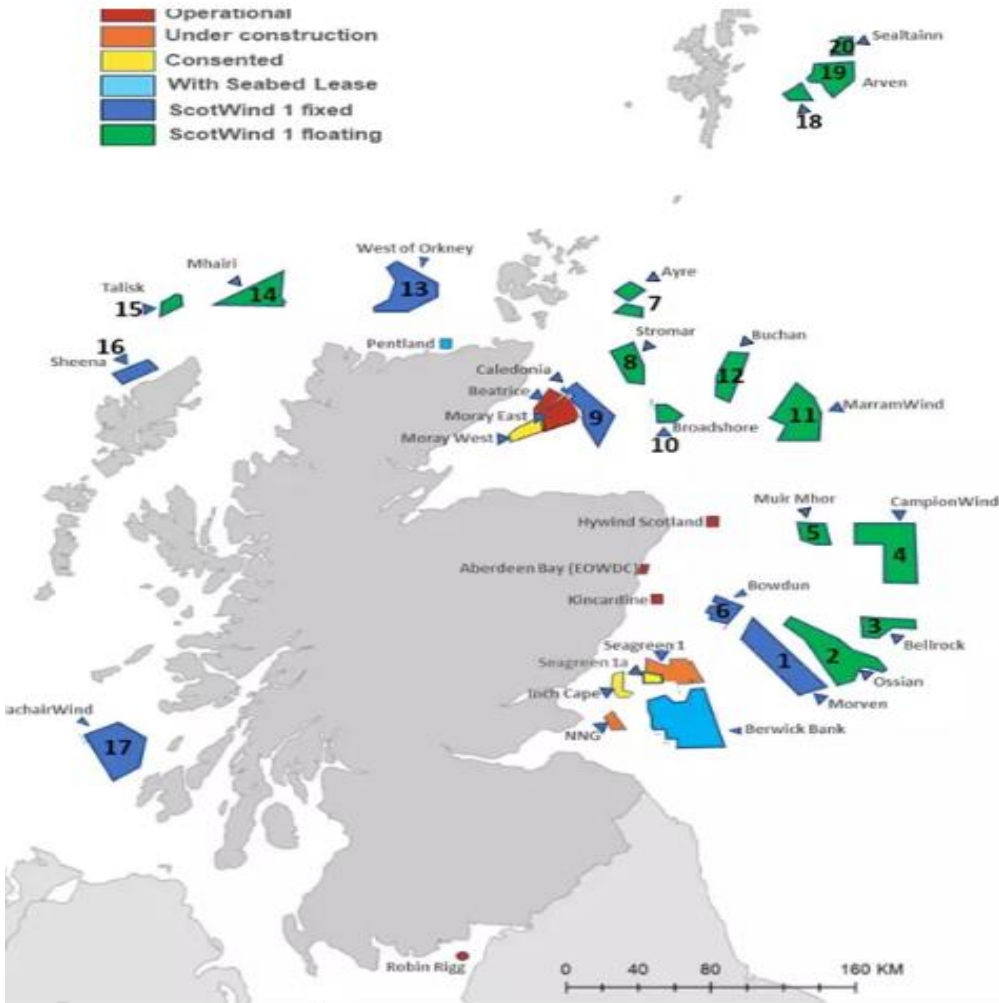 Operational
Under construction
Consented
With Seabed Lease
ScotWind 1 fixed
ScotWind 1 floating
20
Sealtainn
19
Arven
18
West of Orkney
13
Mhairi
14
Talisk
15
16
Sheena
Ayre
7
Pentland
Stromar
8
Buchan
12
Caledonia
Beatrice
Moray East
Moray West
9
Broadshore
10
11
MarramWind
Hywind Scotland
Muir Mhor
5
CampionWind
4
Aberdeen Bay (EOWDC)
Kincardine
Bowdun
6
3
Bellrock
1
2
Ossian
Morven
Seagreen 1
Seagreen 1a
Inch Cape
NNG
Berwick Bank
achairWind
17
Robin Rigg
0 40 80 160 KM